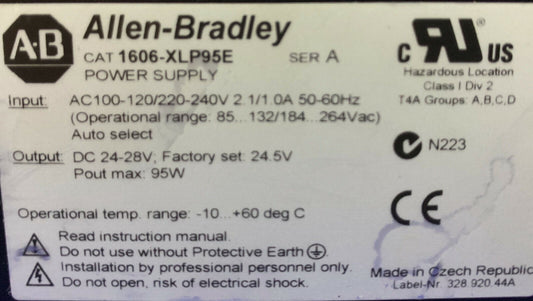 A-B Allen-Bradley
CAT 1606-XLP95E SER A
POWER SUPPLY
Input: AC100-120/220-240V 2.1/1.0A 50-60Hz
(Operational range: 85...132/184...264Vac)
Auto select
Output: DC 24-28V; Factory set: 24.5V
Pout max: 95W
Operational temp. range: -10...+60 deg C
Read instruction manual.
Do not use without Protective Earth
Installation by professional personnel only.
Do not open, risk of electrical shock.
C RU US
Hazardous Location
Class I Div 2
T4A Groups: A,B,C,D
N223
CE
Made in Czech Republic
Label-Nr. 328.920.44A